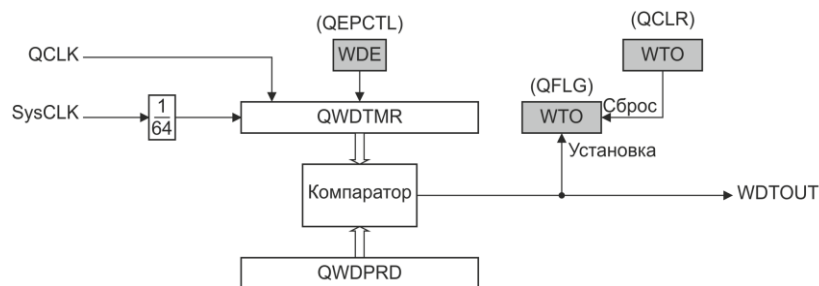 (QEPCTL)
(QCLR)
QCLK
WDE
WTO
(QFLG)
SysCLK
1
64
QWDTMR
WTO
Сброс
Установка
Компаратор
WDTOUT
QWDPRD